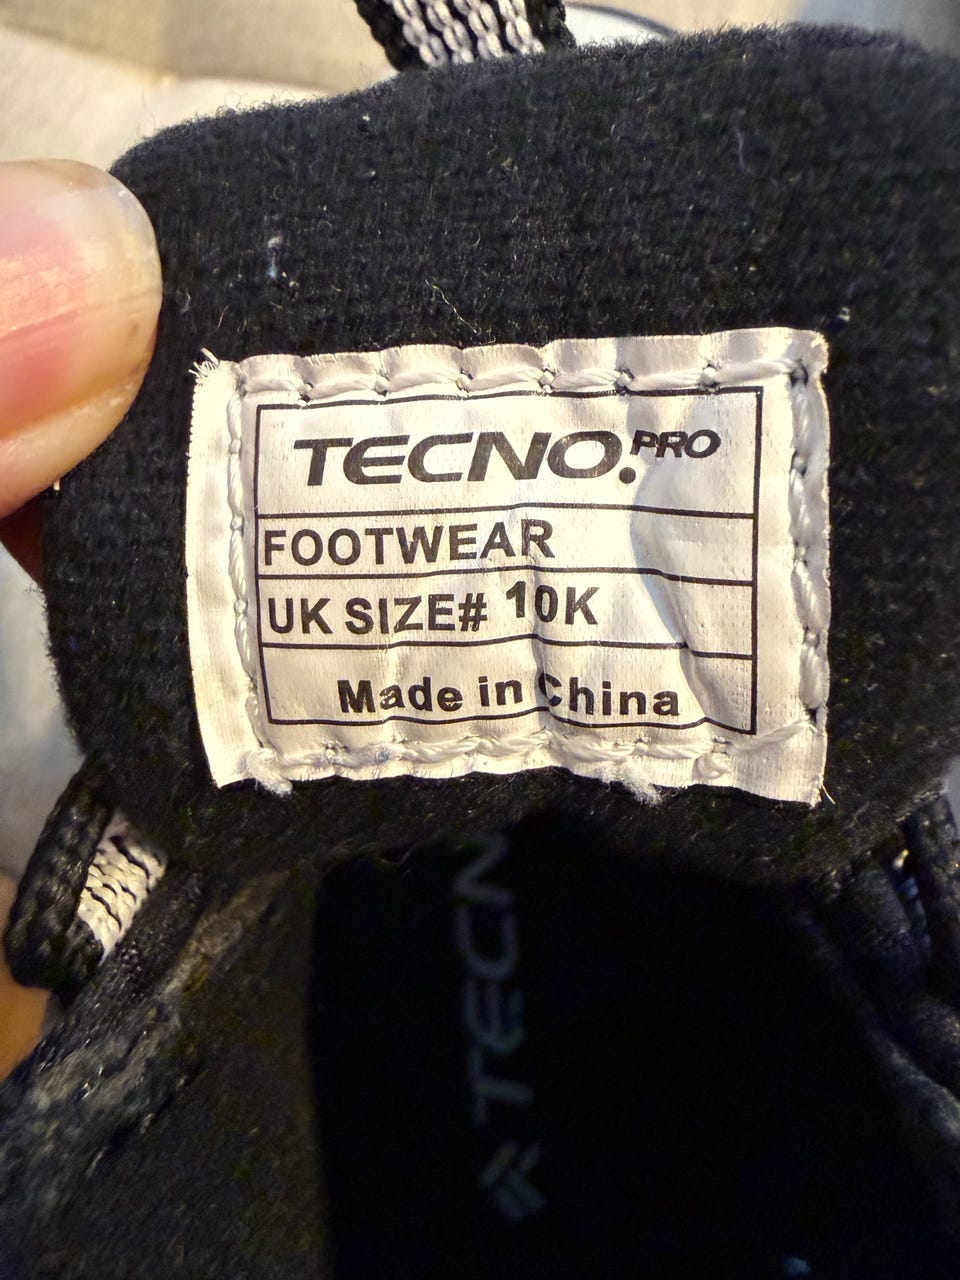 TECNO.PRO
FOOTWEAR
UK SIZE# 10K
Made in China
TECN